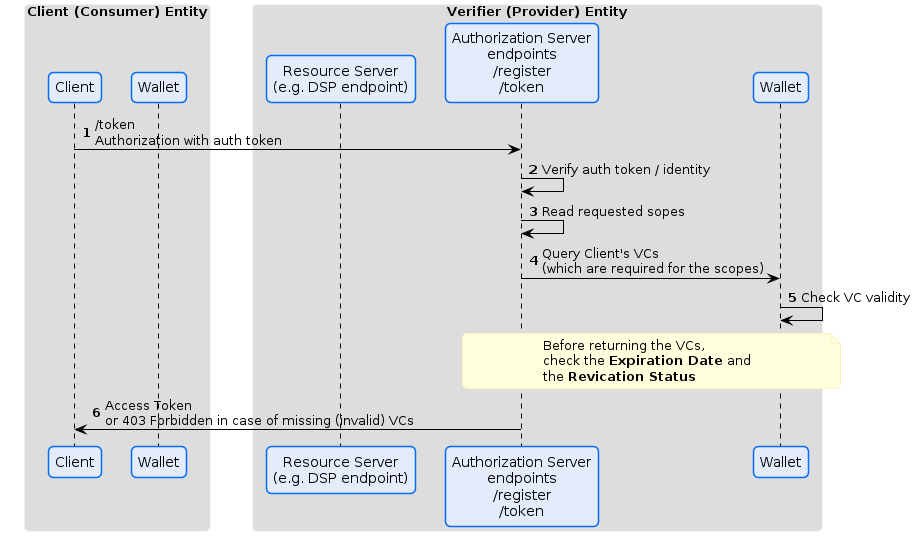 Client (Consumer) Entity
Verifier (Provider) Entity
Client
Wallet
Resource Server
(e.g. DSP endpoint)
Authorization Server
endpoints
/register
/token
Wallet
1 /token
Authorization with auth token
2 Verify auth token / identity
3 Read requested sopes
4 Query Client's VCs
(which are required for the scopes)
5 Check VC validity
Before returning the VCs,
check the Expiration Date and
the Revication Status
6 Access Token
or 403 Forbidden in case of missing (invalid) VCs
Client
Wallet
Resource Server
(e.g. DSP endpoint)
Authorization Server
endpoints
/register
/token
Wallet